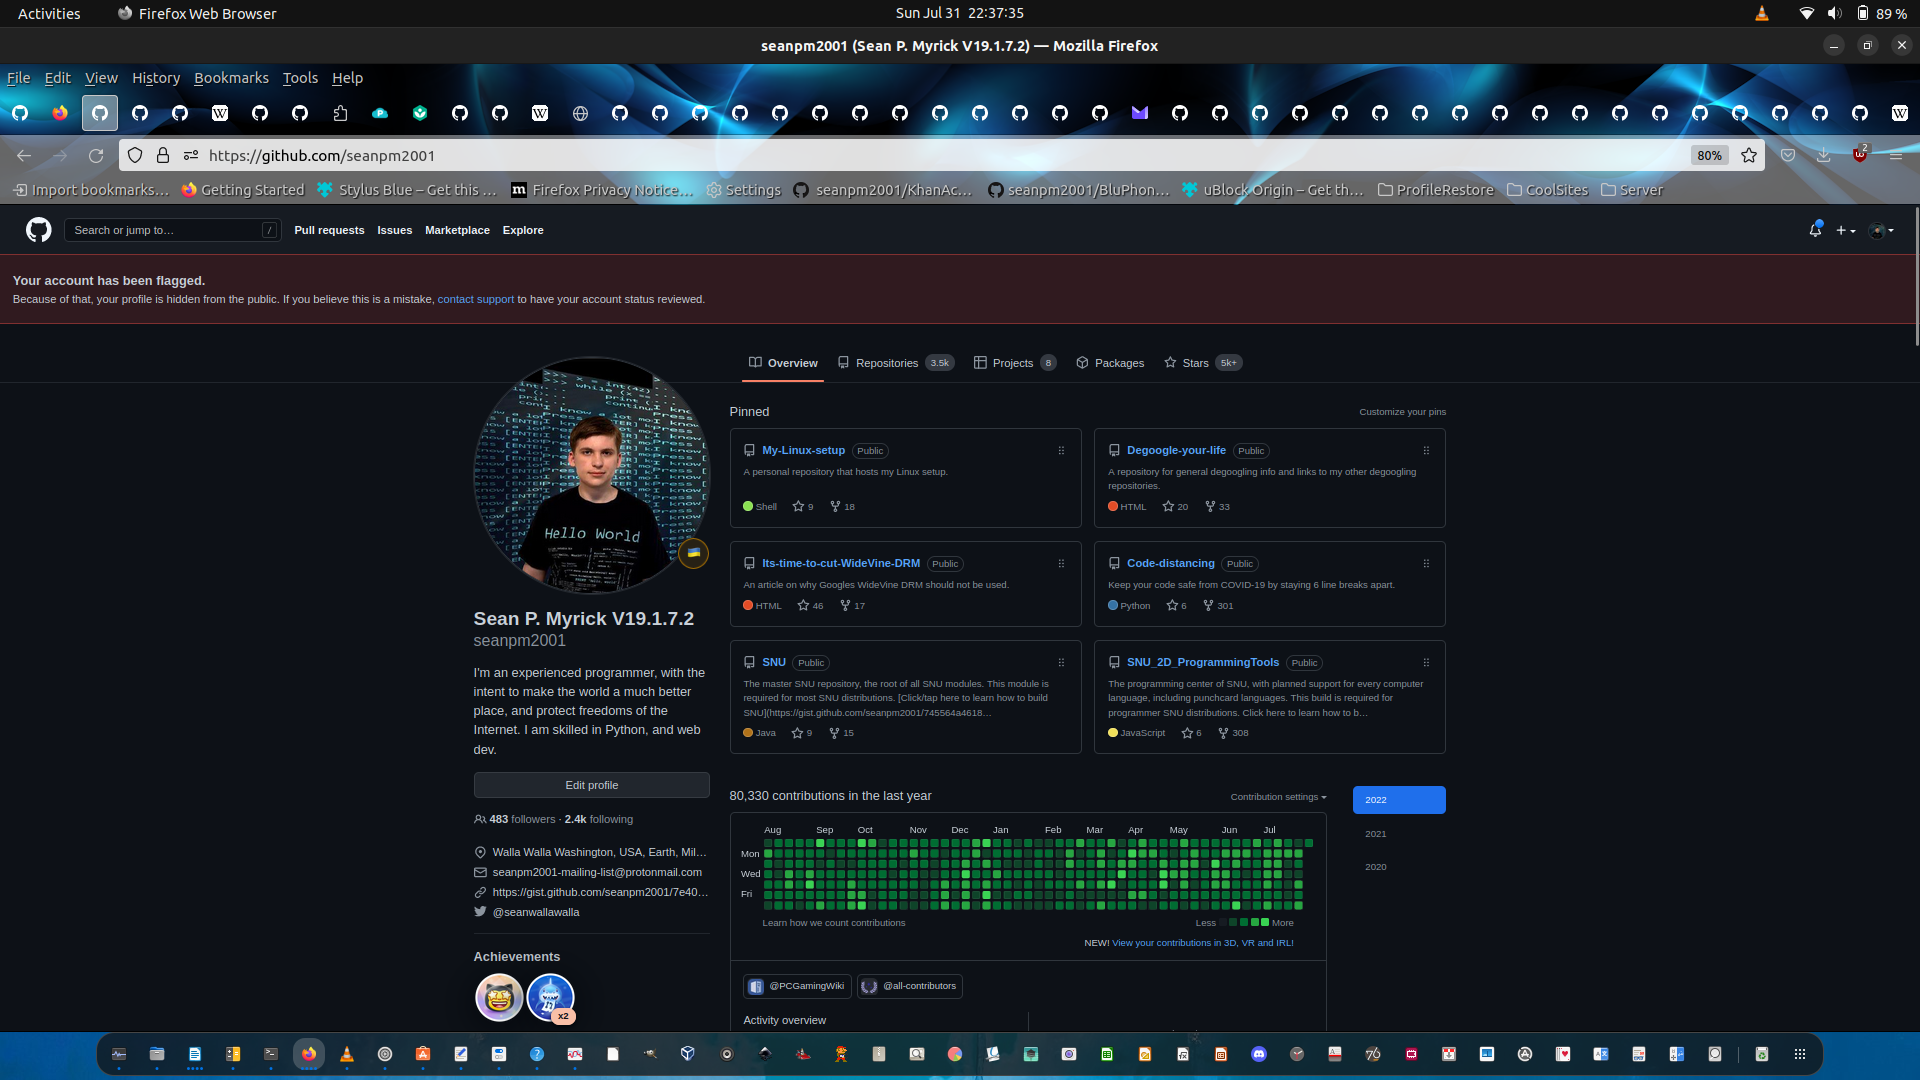 Activities
Firefox Web Browser
Sun Jul 31 22:37:35
89 %
seanpm2001 (Sean P. Myrick V19.1.7.2) — Mozilla Firefox
File Edit View History Bookmarks Tools Help
https://github.com/seanpm2001
80%
2
Import bookmarks…
Getting Started
Stylus Blue – Get this …
Firefox Privacy Notice…
Settings
seanpm2001/KhanAc…
seanpm2001/BluPhon…
uBlock Origin – Get th…
ProfileRestore
CoolSites
Server
Search or jump to…
/
Pull requests Issues Marketplace Explore
Your account has been flagged.
Because of that, your profile is hidden from the public. If you believe this is a mistake, contact support to have your account status reviewed.
Overview
Repositories 3.5k
Projects 8
Packages
Stars 5k+
Hello World
Sean P. Myrick V19.1.7.2
seanpm2001
I'm an experienced programmer, with the
intent to make the world a much better
place, and protect freedoms of the
Internet. I am skilled in Python, and web
dev.
Edit profile
483 followers · 2.4k following
Walla Walla Washington, USA, Earth, Mil…
seanpm2001-mailing-list@protonmail.com
https://gist.github.com/seanpm2001/7e40…
@seanwallawalla
Achievements
x2
Pinned
Customize your pins
My-Linux-setup Public
A personal repository that hosts my Linux setup.
Shell 9 18
Degoogle-your-life Public
A repository for general degoogling info and links to my other degoogling
repositories.
HTML 20 33
Its-time-to-cut-WideVine-DRM Public
An article on why Googles WideVine DRM should not be used.
HTML 46 17
Code-distancing Public
Keep your code safe from COVID-19 by staying 6 line breaks apart.
Python 6 301
SNU Public
The master SNU repository, the root of all SNU modules. This module is
required for most SNU distributions. [Click/tap here to learn how to build
SNU](https://gist.github.com/seanpm2001/745564a4618…
Java 9 15
SNU_2D_ProgrammingTools Public
The programming center of SNU, with planned support for every computer
language, including punchcard languages. This build is required for
programmer SNU distributions. Click here to learn how to b…
JavaScript 6 308
80,330 contributions in the last year
Contribution settings
2022
2021
2020
Aug Sep Oct Nov Dec Jan Feb Mar Apr May Jun Jul
Mon
Wed
Fri
Learn how we count contributions
Less More
NEW! View your contributions in 3D, VR and IRL!
@PCGamingWiki
@all-contributors
Activity overview